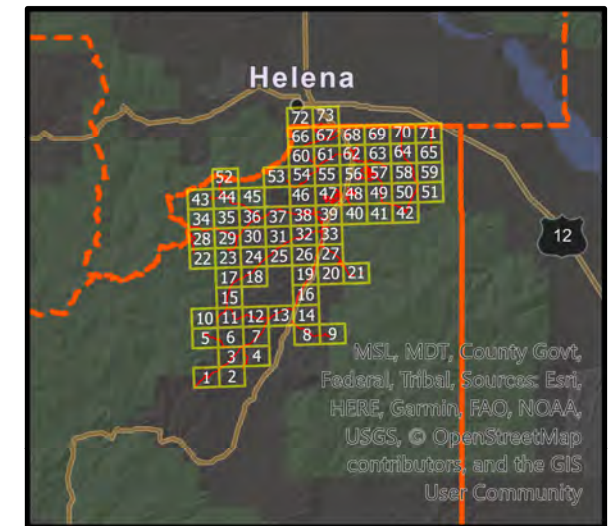 Helena
72 73
66 67 68 69 70 71
60 61 62 63 64 65
52 53 54 55 56 57 58 59
43 44 45 46 47 48 49 50 51
34 35 36 37 38 39 40 41 42
28 29 30 31 32 33
12
22 23 24 25 26 27
17 18 19 20 21
15 16
10 11 12 13 14
5 6 7 8 9
3 4
1 2
MSL, MDT, County Govt,
Federal, Tribal, Sources: Esri,
HERE, Garmin, FAO, NOAA,
USGS, © OpenStreetMap
contributors, and the GIS
User Community